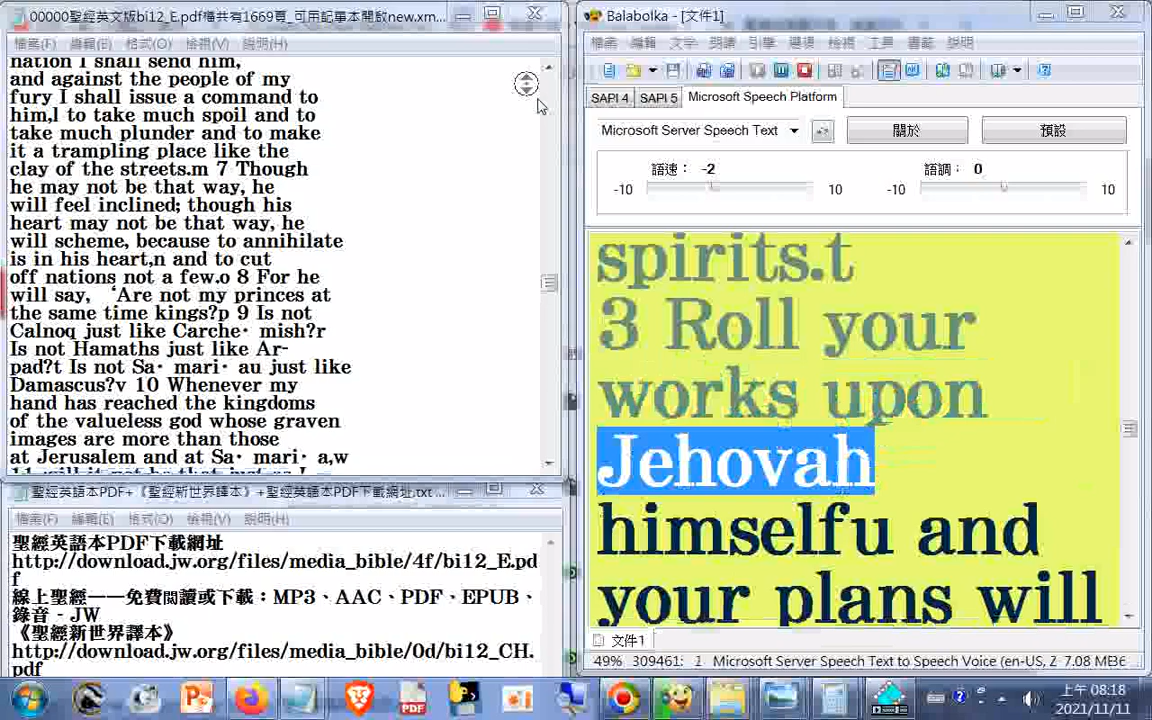 00000聖經英文版bi12_E.pdf檔共有1669頁_可用記事本開啟new.xm...
檔案(F) 編輯(E) 格式(O) 檢視(V) 說明(H)
nation I shall send him,
and against the people of my
fury I shall issue a command to
him,l to take much spoil and to
take much plunder and to make
it a trampling place like the
clay of the streets.m 7 Though
he may not be that way, he
will feel inclined; though his
heart may not be that way, he
will scheme, because to annihilate
is in his heart,n and to cut
off nations not a few.o 8 For he
will say, ‘Are not my princes at
the same time kings?p 9 Is not
Calnoq just like Carche· mish?r
Is not Hamaths just like Ar-
pad?t Is not Sa· mari· au just like
Damascus?v 10 Whenever my
hand has reached the kingdoms
of the valueless god whose graven
images are more than those
at Jerusalem and at Sa· mari· a,w
聖經英語本PDF+《聖經新世界譯本》+聖經英語本PDF下載網址.txt ...
檔案(F) 編輯(E) 格式(O) 檢視(V) 說明(H)
聖經英語本PDF下載網址
http://download.jw.org/files/media_bible/4f/bi12_E.pd
f
線上聖經——免費閱讀或下載：MP3、AAC、PDF、EPUB、
錄音 - JW
《聖經新世界譯本》
http://download.jw.org/files/media_bible/0d/bi12_CH.
pdf
Balabolka - [文件1]
檔案 編輯 文字 朗讀 引擎 選項 檢視 工具 書籤 說明
SAPI 4 SAPI 5 Microsoft Speech Platform
Microsoft Server Speech Text 關於 預設
語速： -2 語調： 0
-10 10 -10 10
spirits.t
3 Roll your
works upon
Jehovah
himselfu and
your plans will
文件1
49% 309461: 1 Microsoft Server Speech Text to Speech Voice (en-US, Z 7.08 MB
上午 08:18
2021/11/11